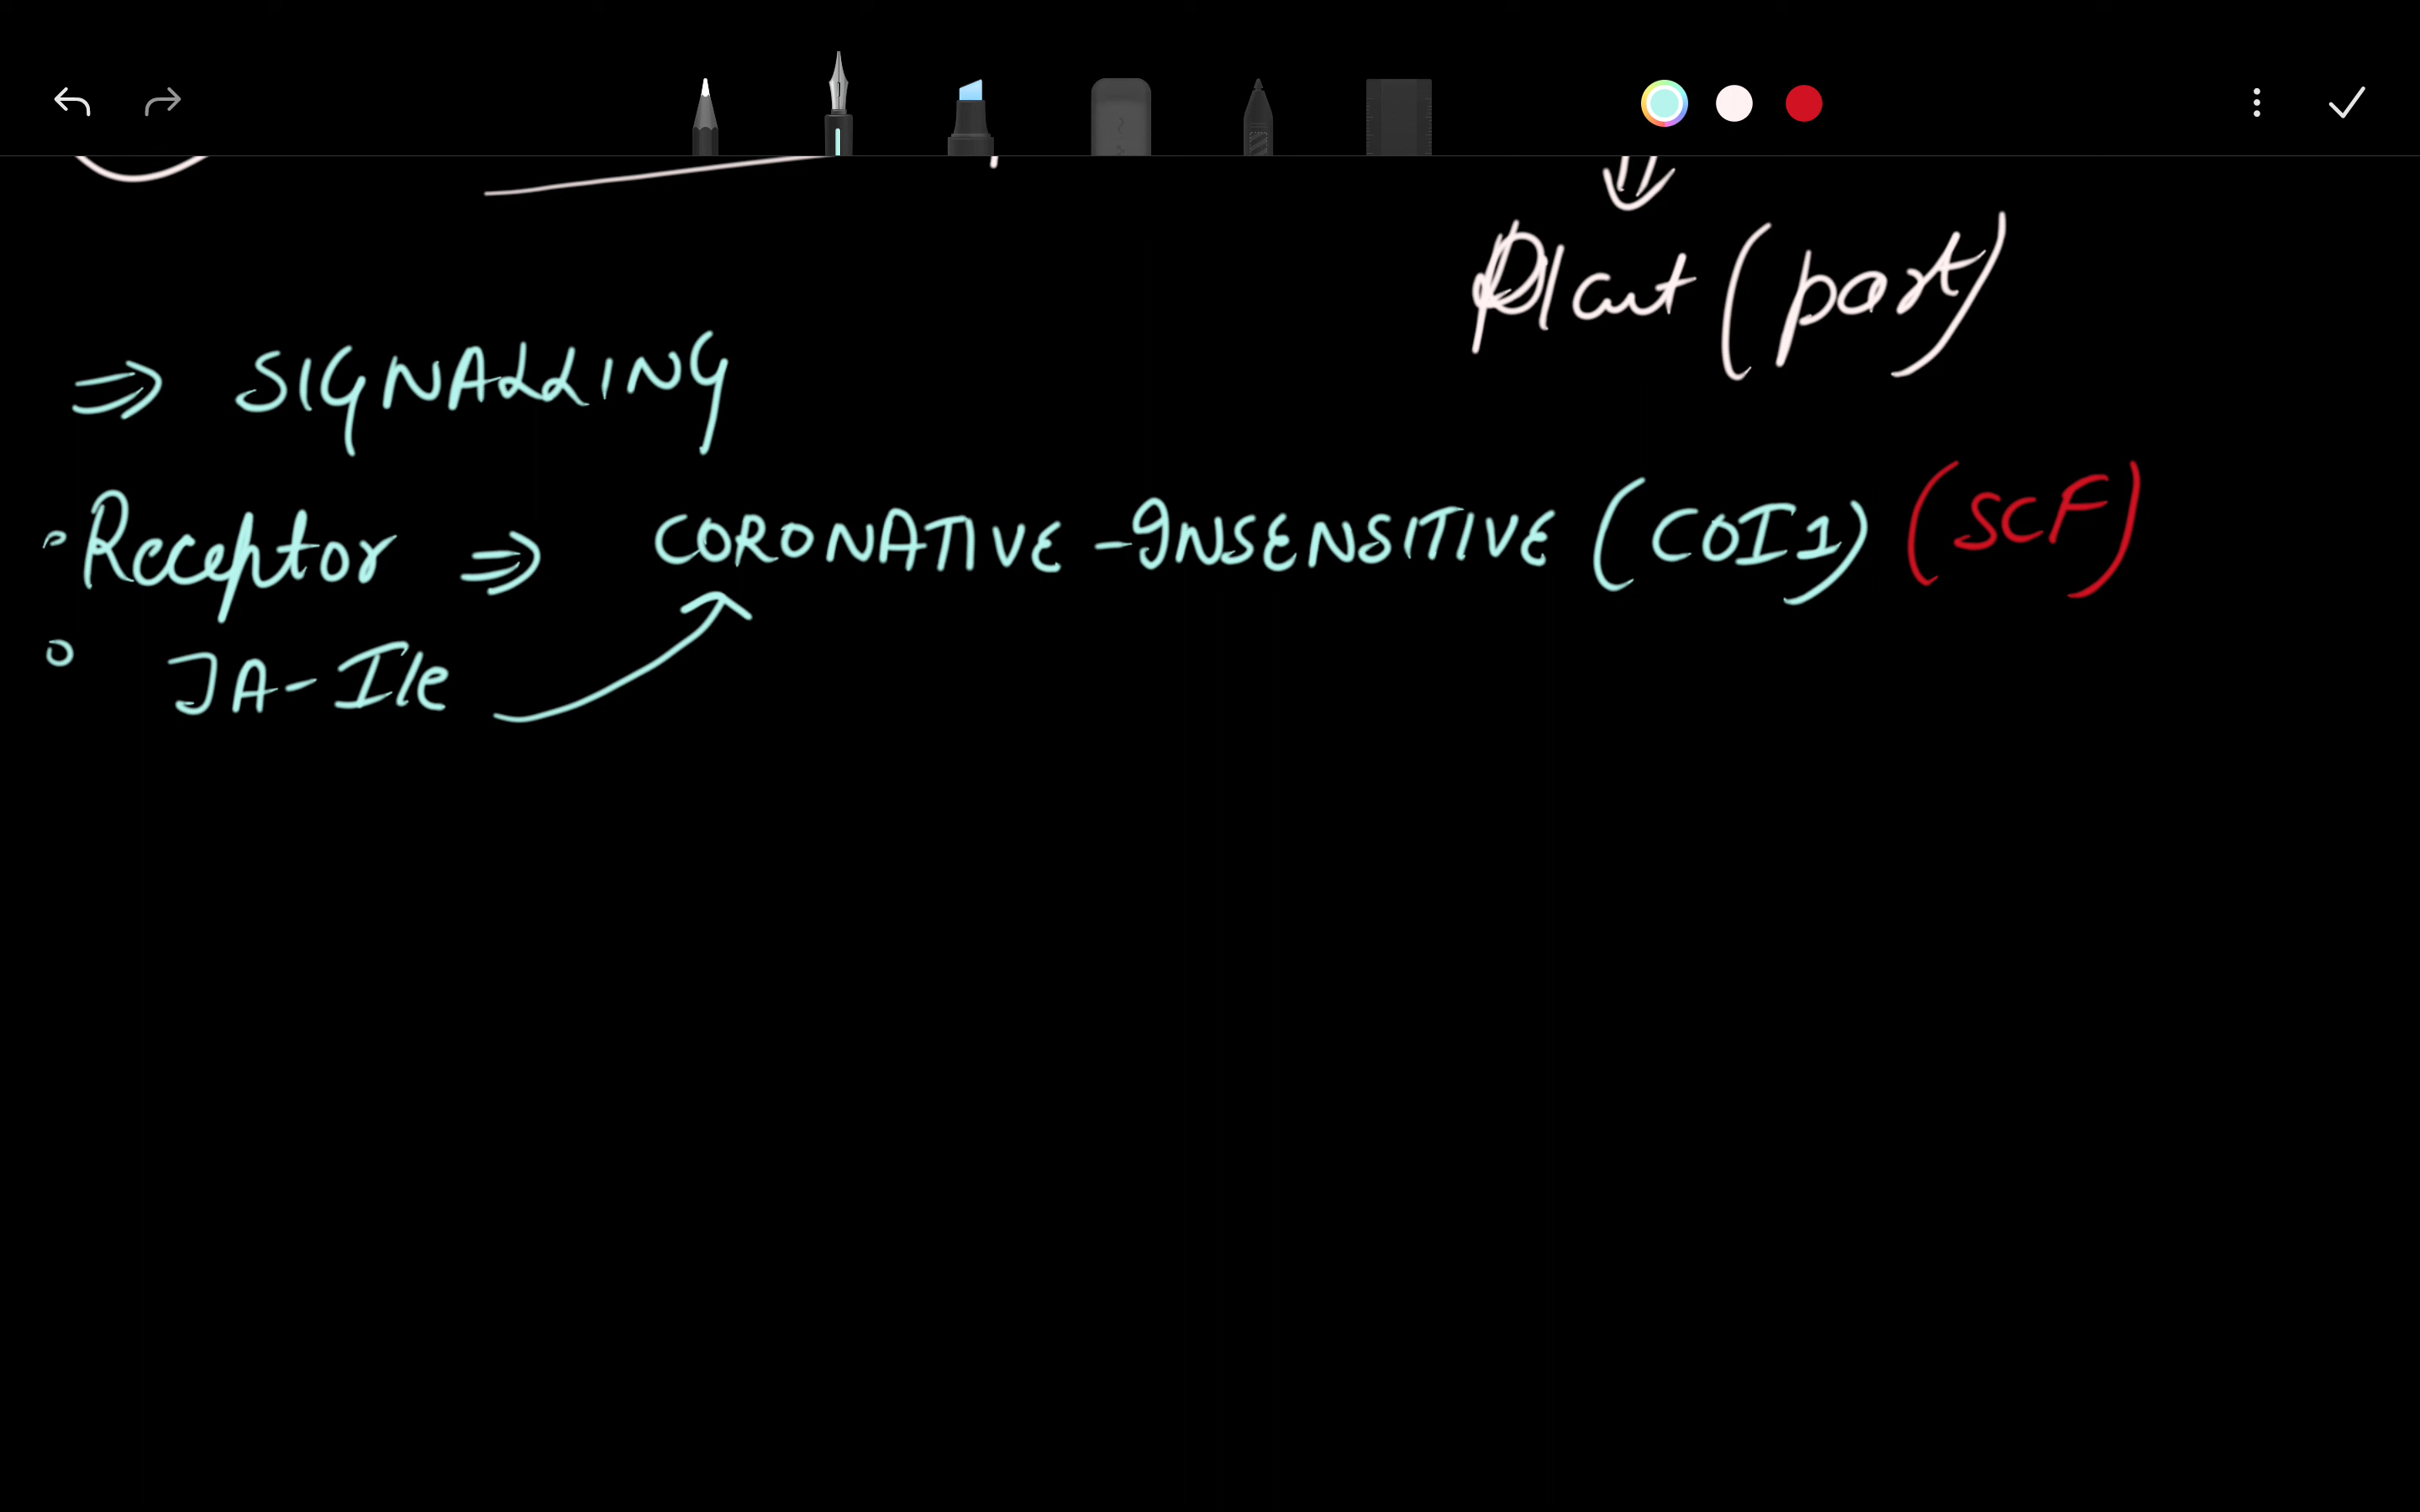 Plant (part)
⇒ SIGNALLING
Receptor ⇒ CORONATIVE-INSENSITIVE (COI1) (SCF)
JA-Ile